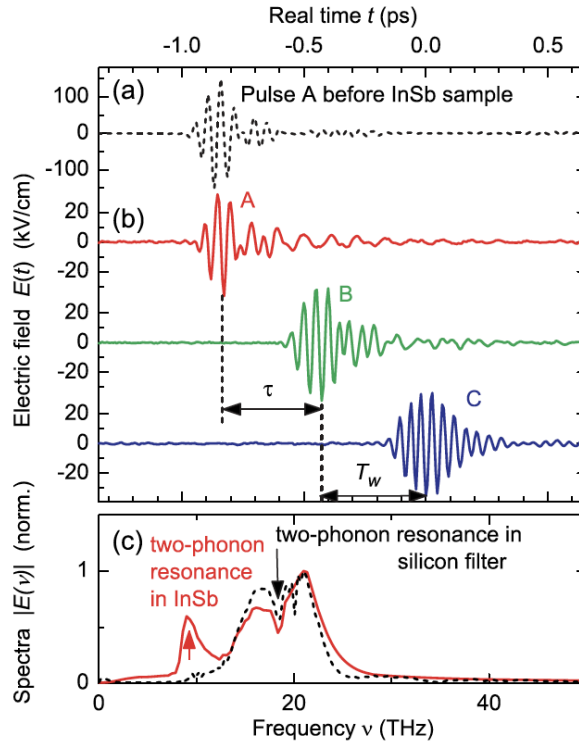 Real time t (ps)
-1.0 -0.5 0.0 0.5
(a) Pulse A before InSb sample
100
0
-100
Electric field E(t) (kV/cm)
(b)
A
20
0
-20
B
20
0
-20
τ
C
20
0
-20
T_w
(c)
two-phonon
resonance
in InSb
two-phonon resonance in
silicon filter
Spectra |E(ν)| (norm.)
1
0
0 20 40
Frequency ν (THz)